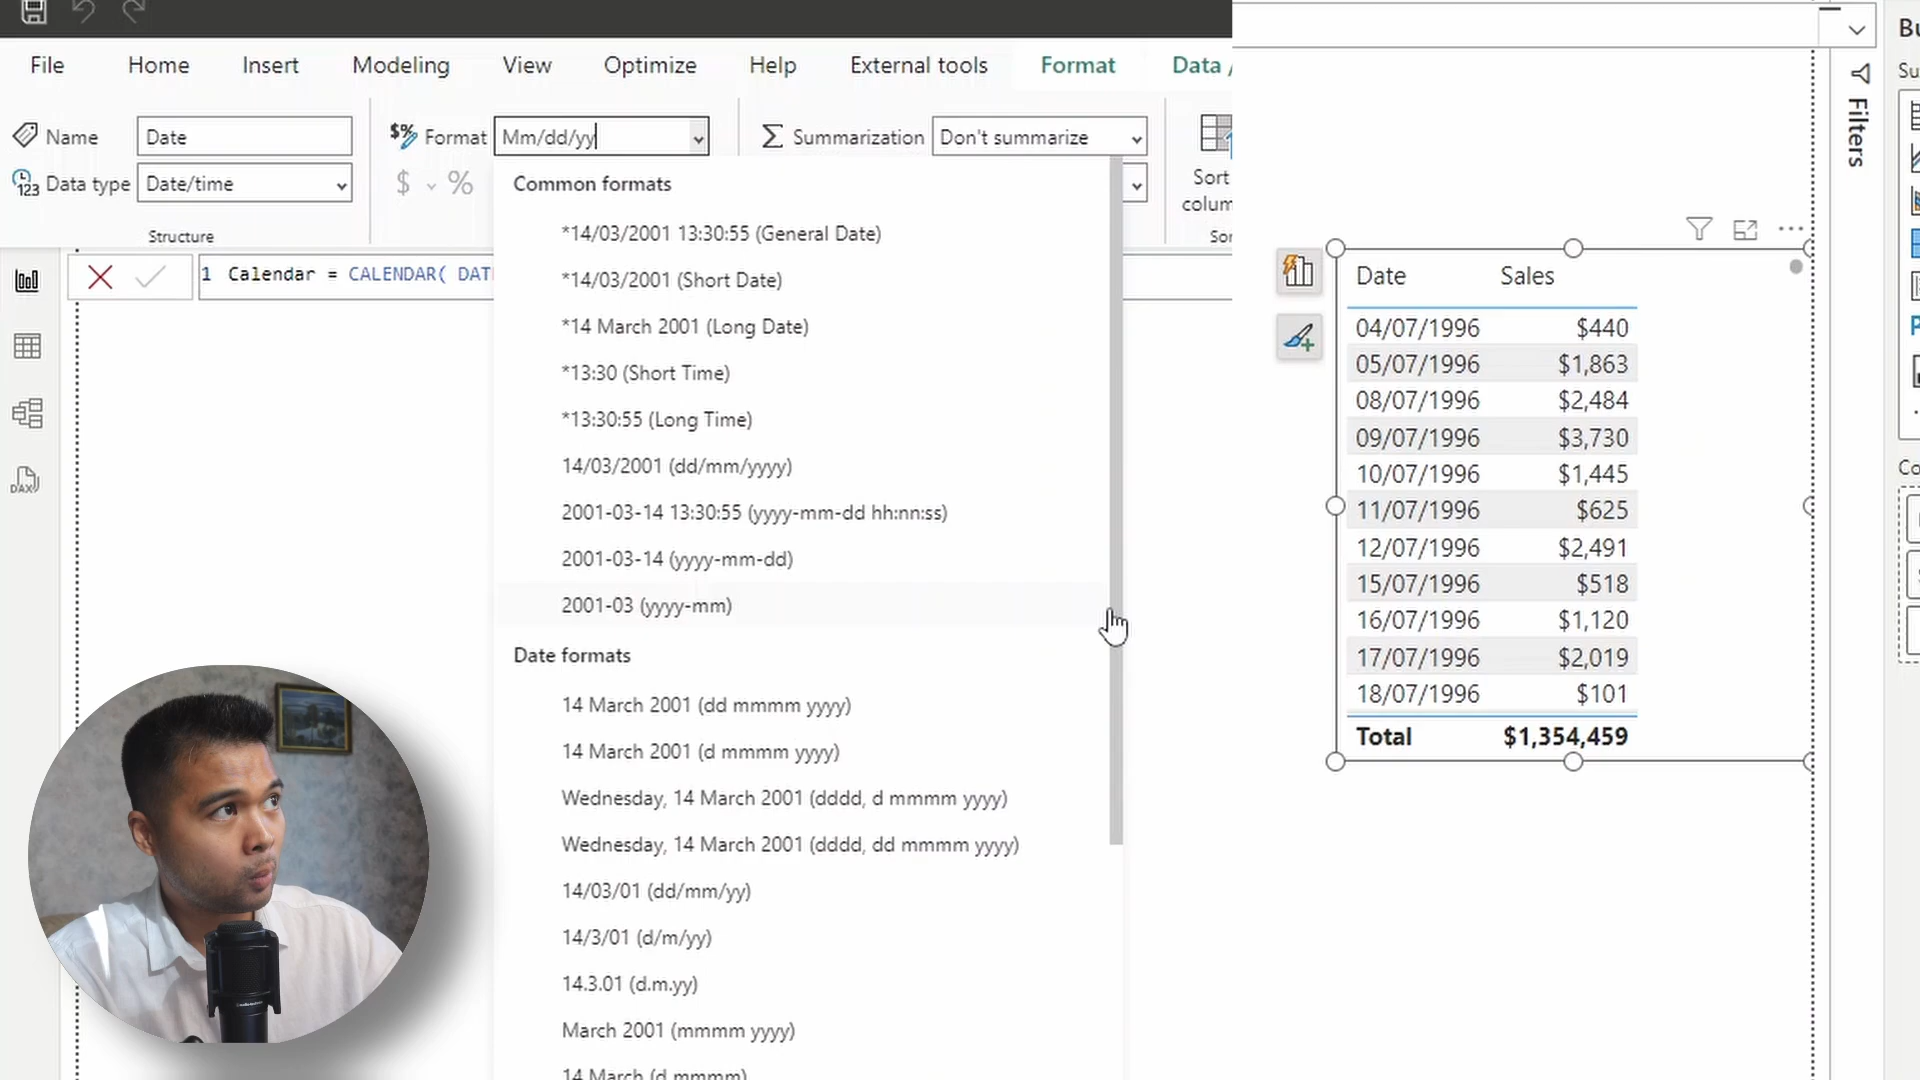 File Home Insert Modeling View Optimize Help External tools Format Data /
Name Date
Data type Date/time
Structure
$% Format Mm/dd/yy
$ %
Σ Summarization Don't summarize
Sort
colum
Sor
1 Calendar = CALENDAR( DAT
Common formats
*14/03/2001 13:30:55 (General Date)
*14/03/2001 (Short Date)
*14 March 2001 (Long Date)
*13:30 (Short Time)
*13:30:55 (Long Time)
14/03/2001 (dd/mm/yyyy)
2001-03-14 13:30:55 (yyyy-mm-dd hh:nn:ss)
2001-03-14 (yyyy-mm-dd)
2001-03 (yyyy-mm)
Date formats
14 March 2001 (dd mmmm yyyy)
14 March 2001 (d mmmm yyyy)
Wednesday, 14 March 2001 (dddd, d mmmm yyyy)
Wednesday, 14 March 2001 (dddd, dd mmmm yyyy)
14/03/01 (dd/mm/yy)
14/3/01 (d/m/yy)
14.3.01 (d.m.yy)
March 2001 (mmmm yyyy)
14 March (d mmmm)
DAX
Date Sales
04/07/1996 $440
05/07/1996 $1,863
08/07/1996 $2,484
09/07/1996 $3,730
10/07/1996 $1,445
11/07/1996 $625
12/07/1996 $2,491
15/07/1996 $518
16/07/1996 $1,120
17/07/1996 $2,019
18/07/1996 $101
Total $1,354,459
Filters
Bu
Su
Co